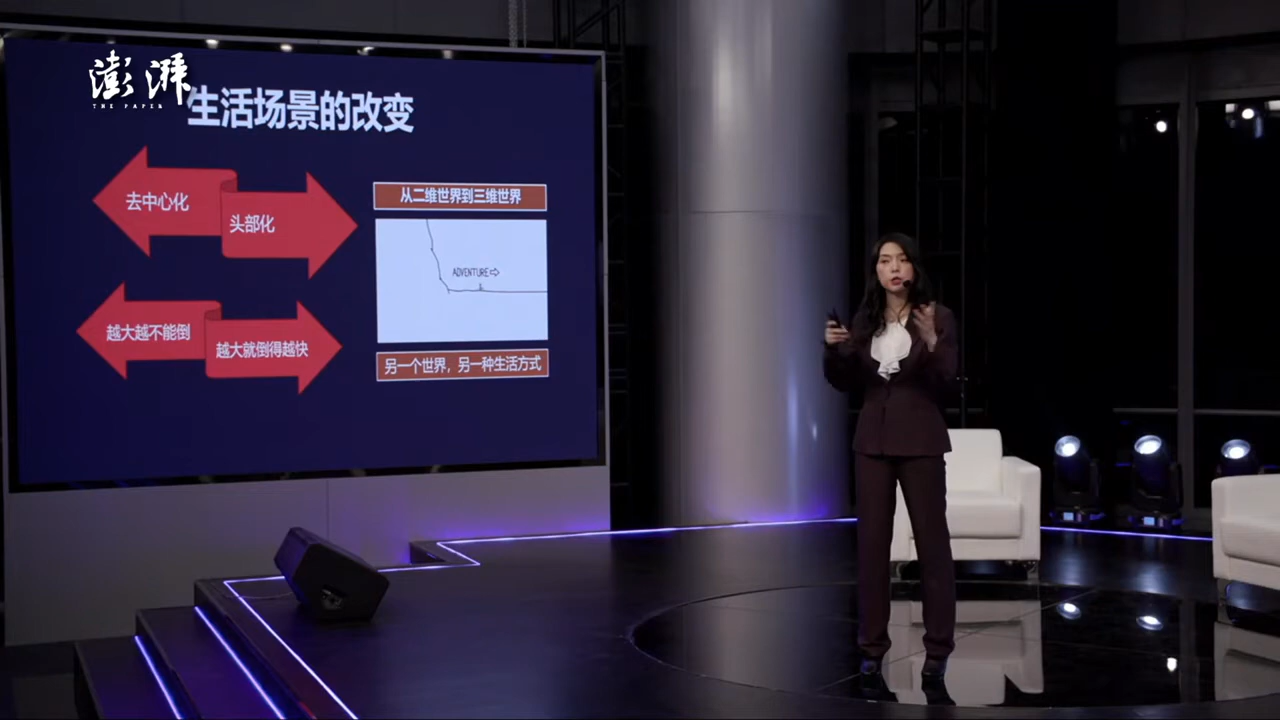 澎湃
THE PAPER
生活场景的改变
去中心化
头部化
越大越不能倒
越大就倒得越快
从二维世界到三维世界
ADVENTURE⇨
另一个世界，另一种生活方式